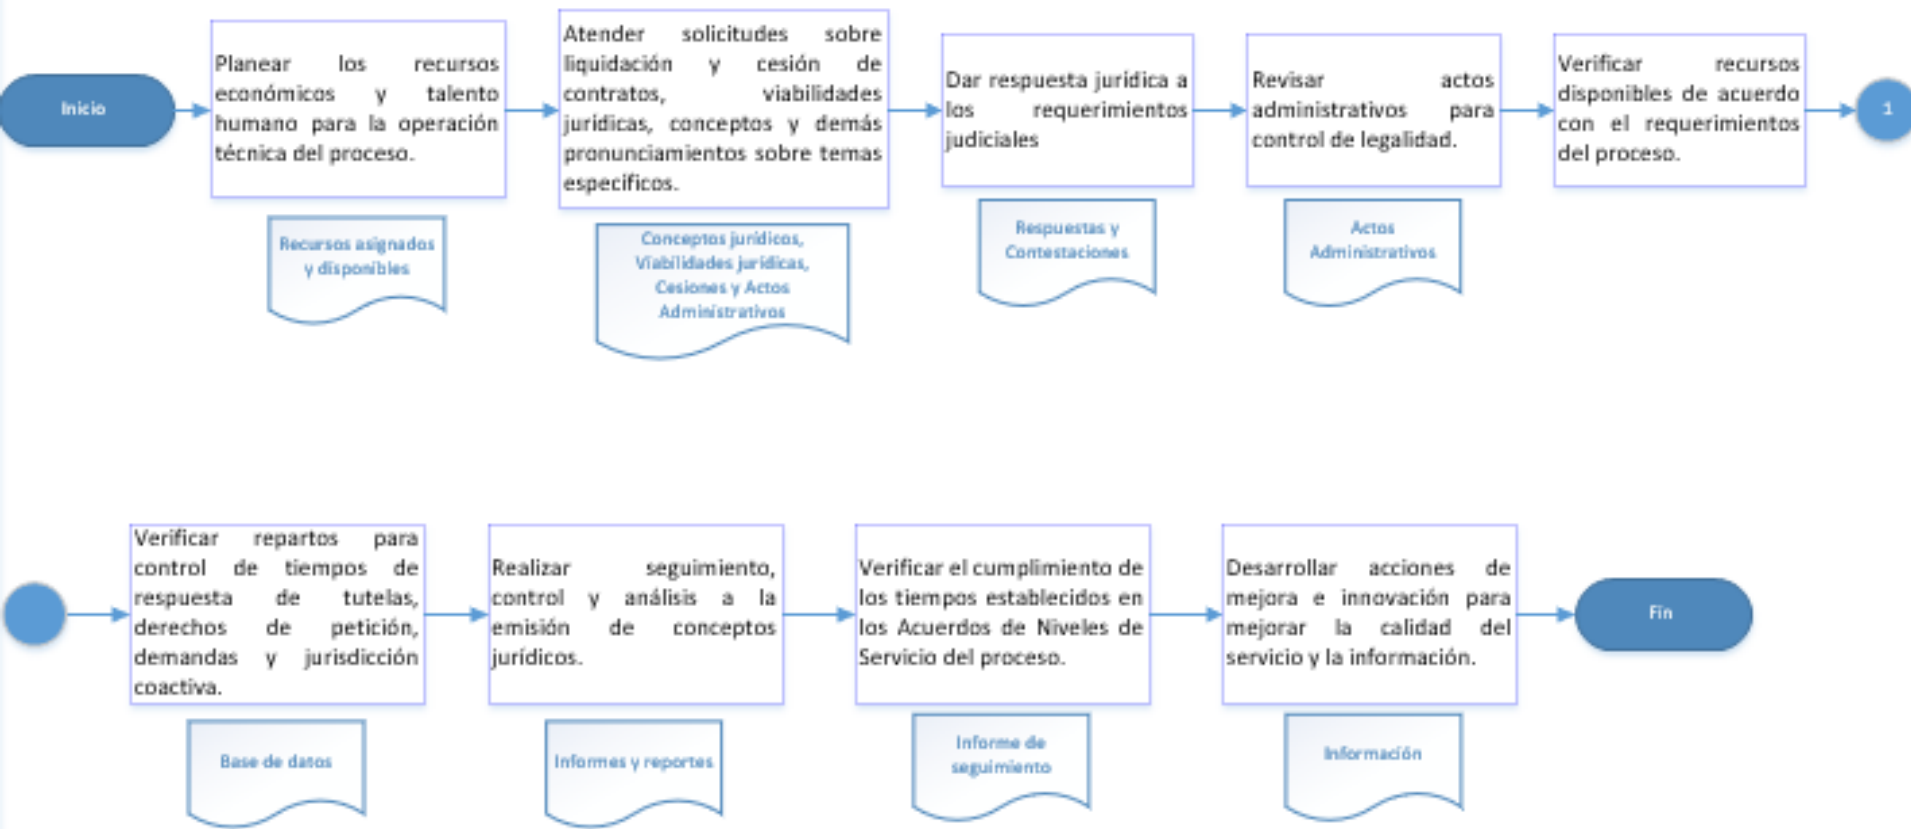 Inicio
Planear los recursos
económicos y talento
humano para la operación
técnica del proceso.
Atender solicitudes sobre
liquidación y cesión de
contratos, viabilidades
jurídicas, conceptos y demás
pronunciamientos sobre temas
específicos.
Dar respuesta jurídica a
los requerimientos
judiciales
Revisar actos
administrativos para
control de legalidad.
Verificar recursos
disponibles de acuerdo
con el requerimientos
del proceso.
1
Recursos asignados
y disponibles
Conceptos jurídicos,
Viabilidades jurídicas,
Cesiones y Actos
Administrativos
Respuestas y
Contestaciones
Actos
Administrativos
Verificar repartos para
control de tiempos de
respuesta de tutelas,
derechos de petición,
demandas y jurisdicción
coactiva.
Realizar seguimiento,
control y análisis a la
emisión de conceptos
jurídicos.
Verificar el cumplimiento de
los tiempos establecidos en
los Acuerdos de Niveles de
Servicio del proceso.
Desarrollar acciones de
mejora e innovación para
mejorar la calidad del
servicio y la información.
Fin
Base de datos
Informes y reportes
Informe de
seguimiento
Información